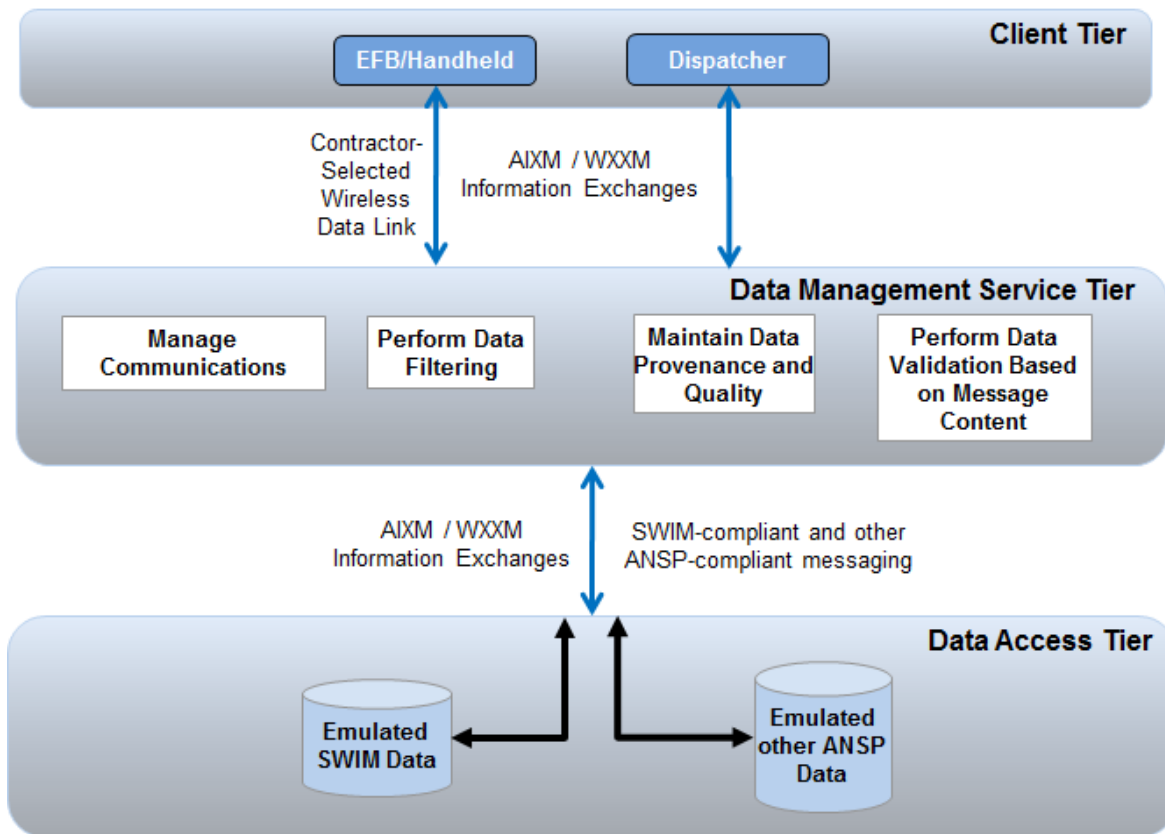 Client Tier
EFB/Handheld
Dispatcher
Contractor-
Selected
Wireless
Data Link
AIXM / WXXM
Information Exchanges
Data Management Service Tier
Manage
Communications
Perform Data
Filtering
Maintain Data
Provenance and
Quality
Perform Data
Validation Based
on Message
Content
AIXM / WXXM
Information Exchanges
SWIM-compliant and other
ANSP-compliant messaging
Data Access Tier
Emulated
SWIM Data
Emulated
other ANSP
Data